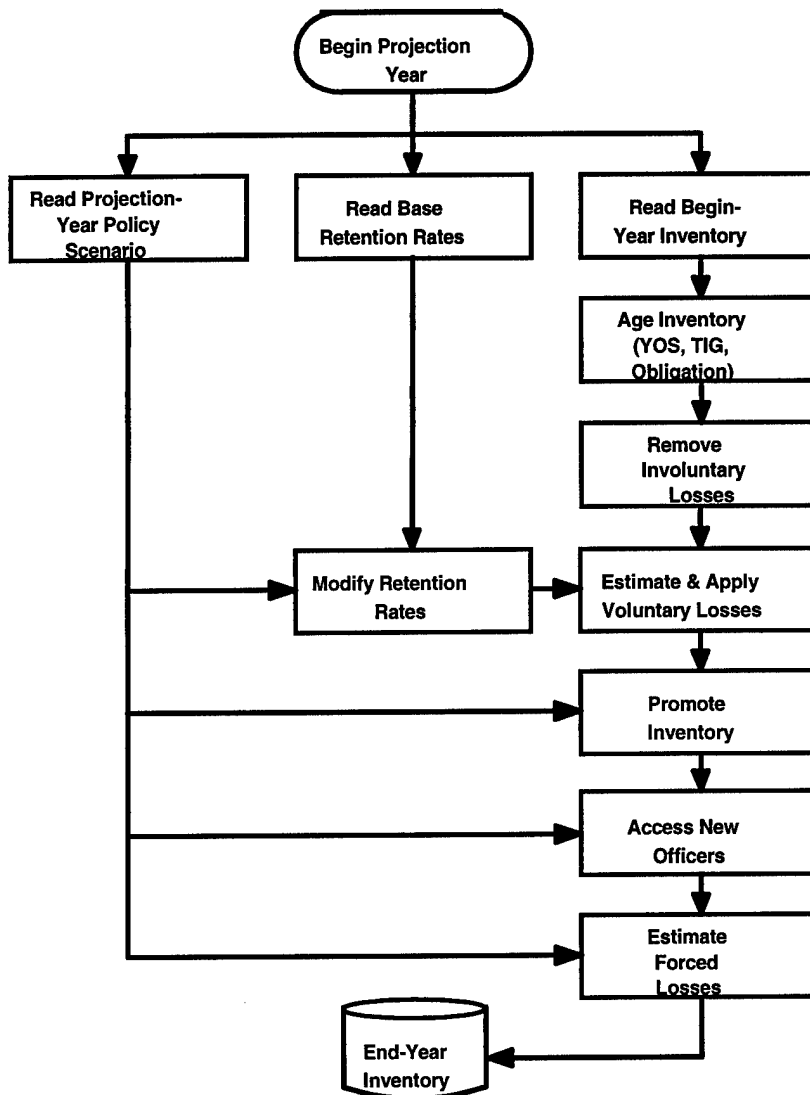 Begin Projection
Year
Read Projection-
Year Policy
Scenario
Read Base
Retention Rates
Read Begin-
Year Inventory
Age Inventory
(YOS, TIG,
Obligation)
Remove
Involuntary
Losses
Modify Retention
Rates
Estimate & Apply
Voluntary Losses
Promote
Inventory
Access New
Officers
Estimate
Forced
Losses
End-Year
Inventory